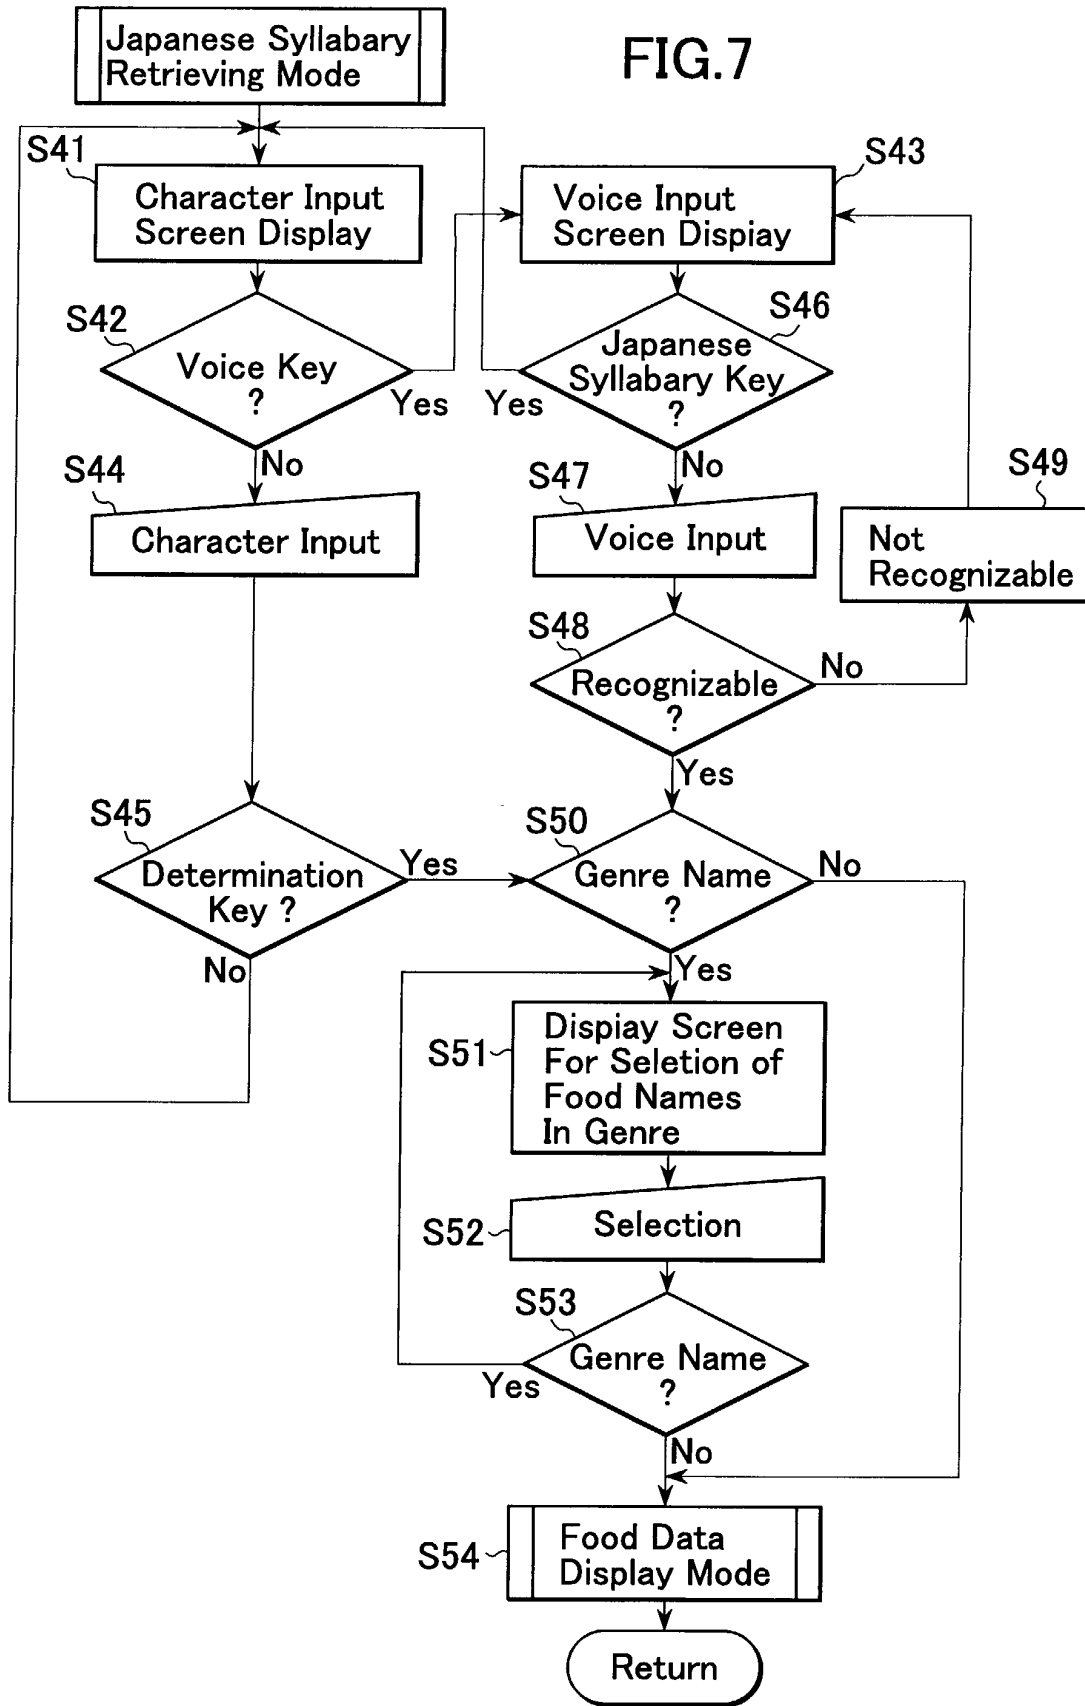 Japanese Syllabary
Retrieving Mode
FIG.7
S41
Character Input
Screen Display
S43
Voice Input
Screen Dispiay
S42
Voice Key
?
Yes
No
S46
Japanese
Syllabary Key
?
Yes
No
S44
Character Input
S47
Voice Input
S49
Not
Recognizable
S48
Recognizable
?
No
Yes
S45
Determination
Key ?
Yes
No
S50
Genre Name
?
No
Yes
S51
Dispiay Screen
For Seletion of
Food Names
In Genre
S52
Selection
S53
Genre Name
?
Yes
No
S54
Food Data
Display Mode
Return